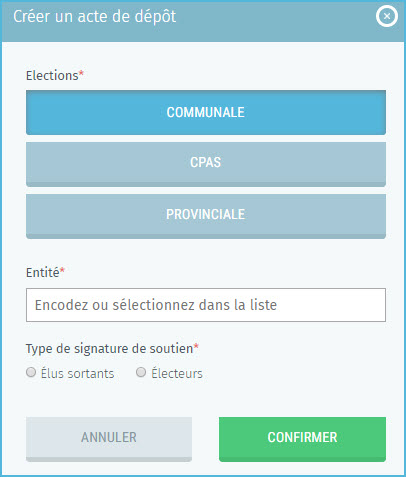 Créer un acte de dépôt
Elections*
COMMUNALE
CPAS
PROVINCIALE
Entité*
Encodez ou sélectionnez dans la liste
Type de signature de soutien*
Élus sortants Électeurs
ANNULER CONFIRMER